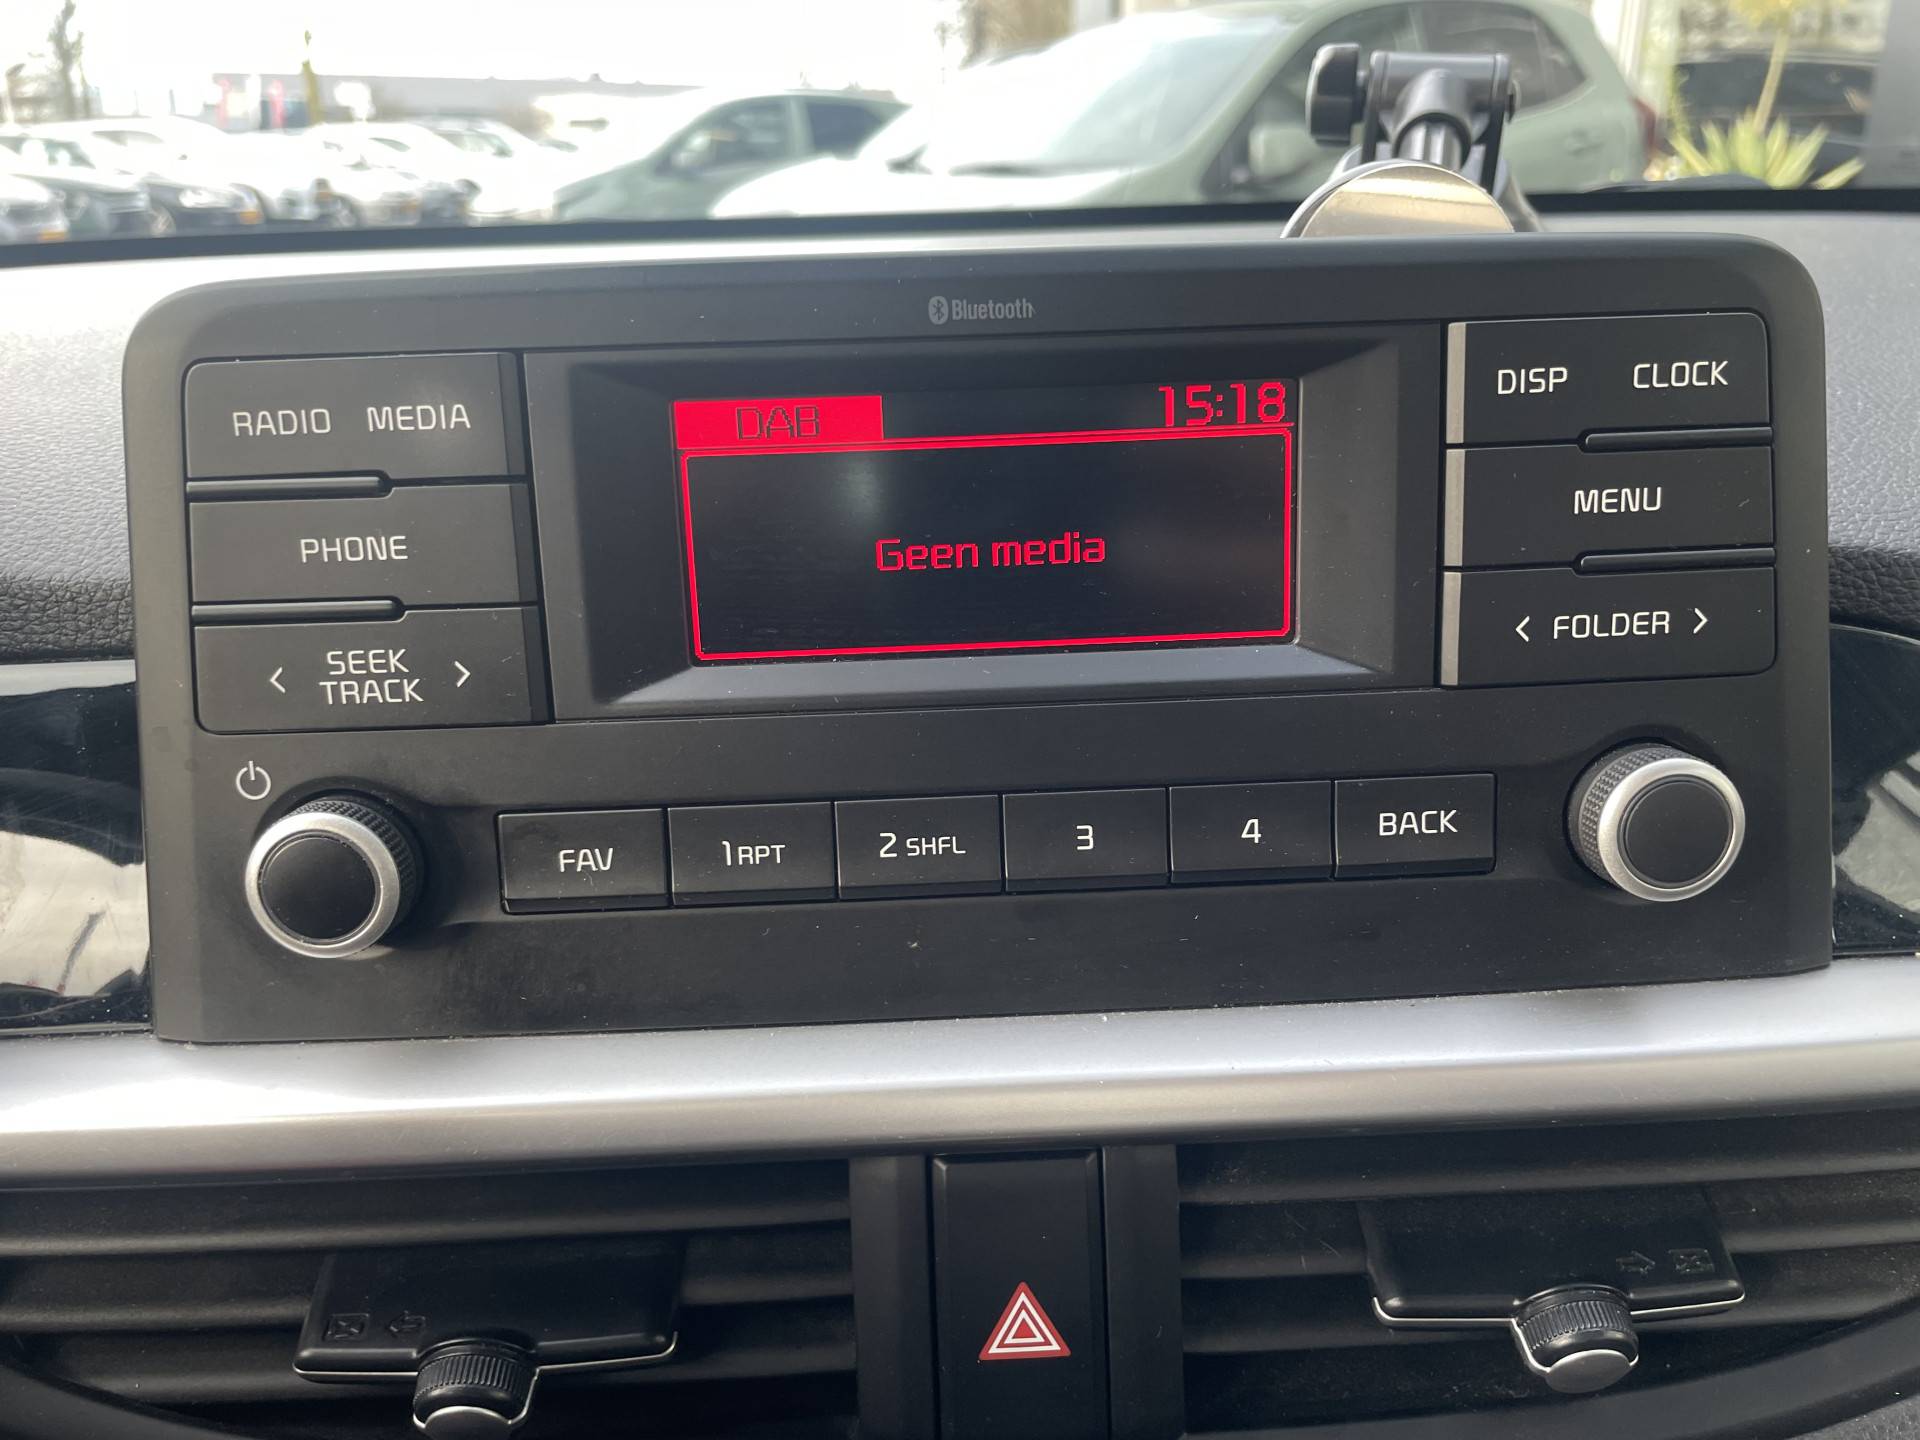 Bluetooth
RADIO MEDIA
DAB 15:18
DISP CLOCK
PHONE
Geen media
MENU
< SEEK TRACK >
< FOLDER >
FAV
1 RPT
2 SHFL
3
4
BACK